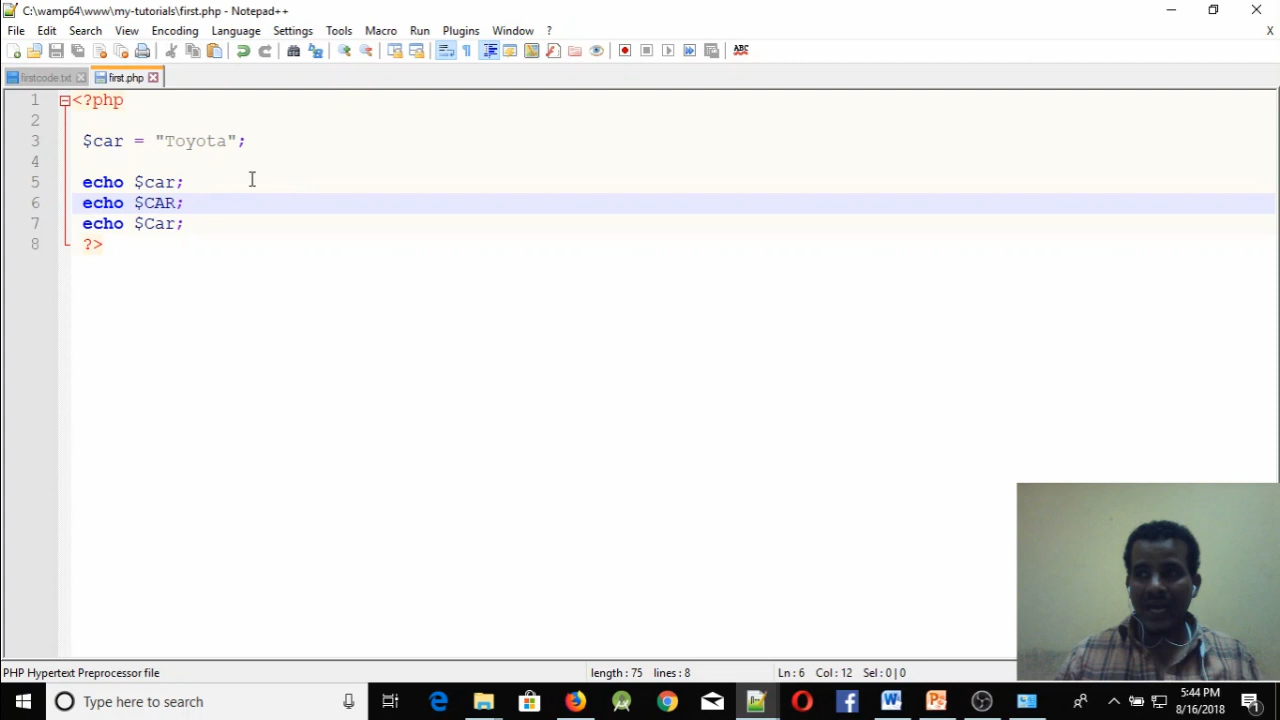 C:\wamp64\www\my-tutorials\first.php - Notepad++
File Edit Search View Encoding Language Settings Tools Macro Run Plugins Window ? X
ABC
firstcode.txt first.php
1 <?php
2
3 $car = "Toyota";
4
5 echo $car;
6 echo $CAR;
7 echo $Car;
8 ?>
PHP Hypertext Preprocessor file length : 75 lines : 8 Ln : 6 Col : 12 Sel : 0 | 0
Type here to search
5:44 PM
8/16/2018